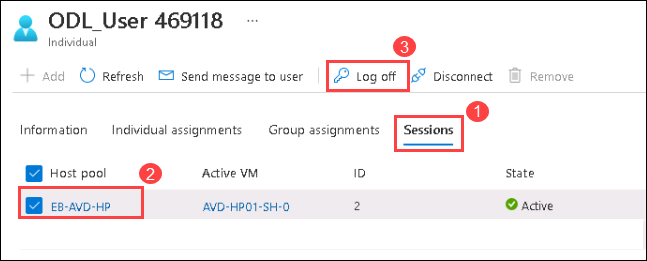 ODL_User 469118
Individual
3
Add Refresh Send message to user Log off Disconnect Remove
1
Information Individual assignments Group assignments Sessions
2
Host pool Active VM ID State
EB-AVD-HP AVD-HP01-SH-0 2 Active